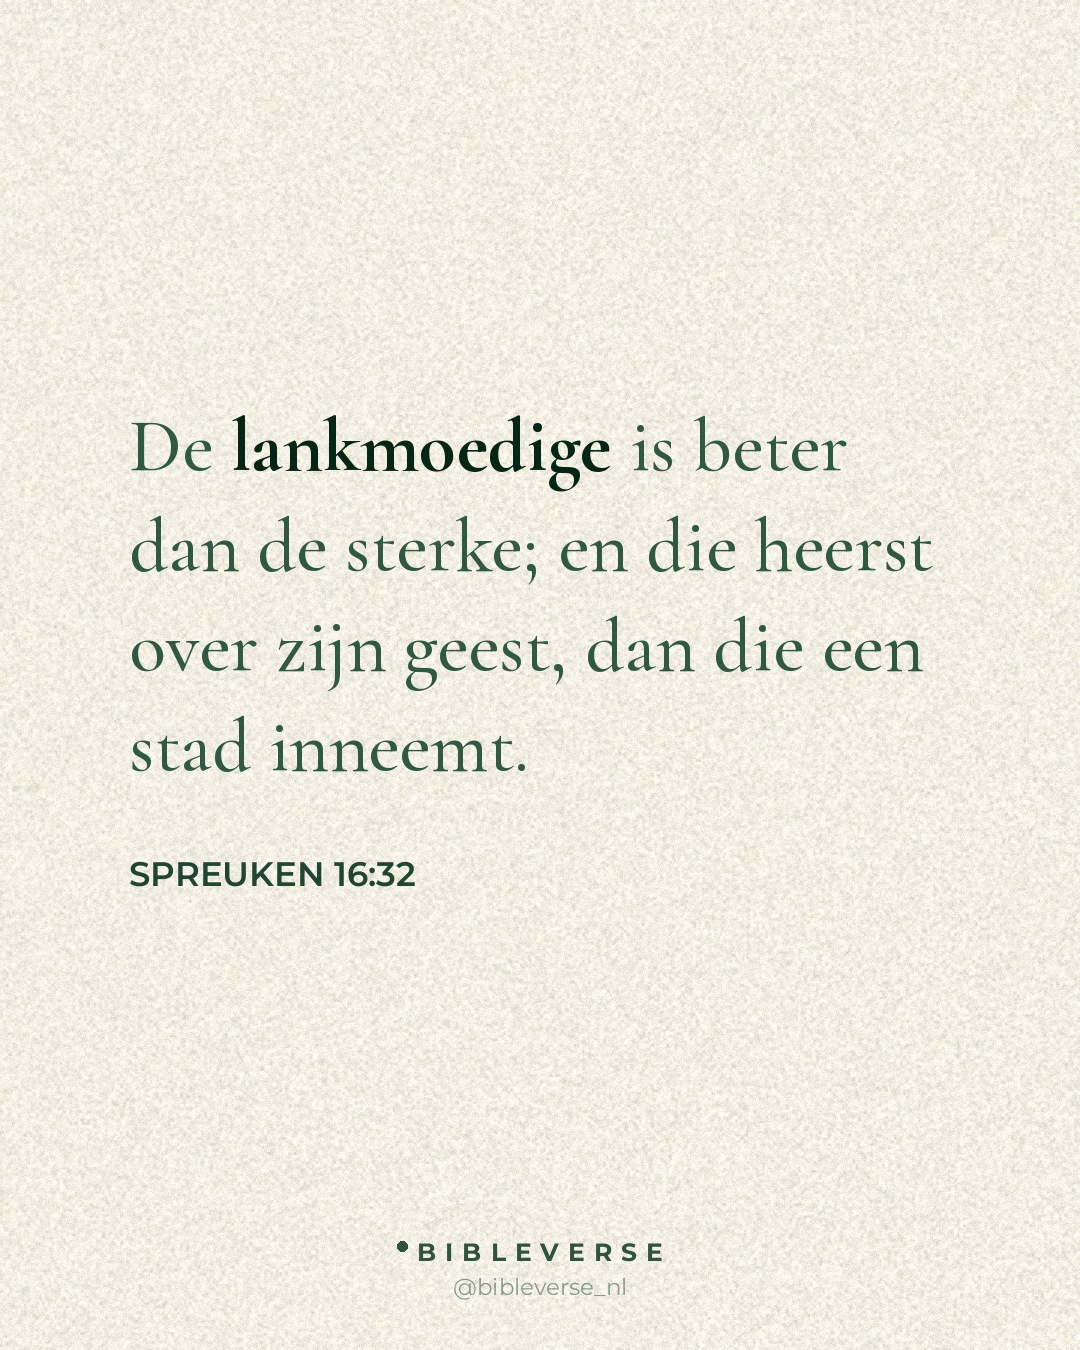 De lankmoedige is beter
dan de sterke; en die heerst
over zijn geest, dan die een
stad inneemt.
SPREUKEN 16:32
BIBLEVERSE
@bibleverse_nl